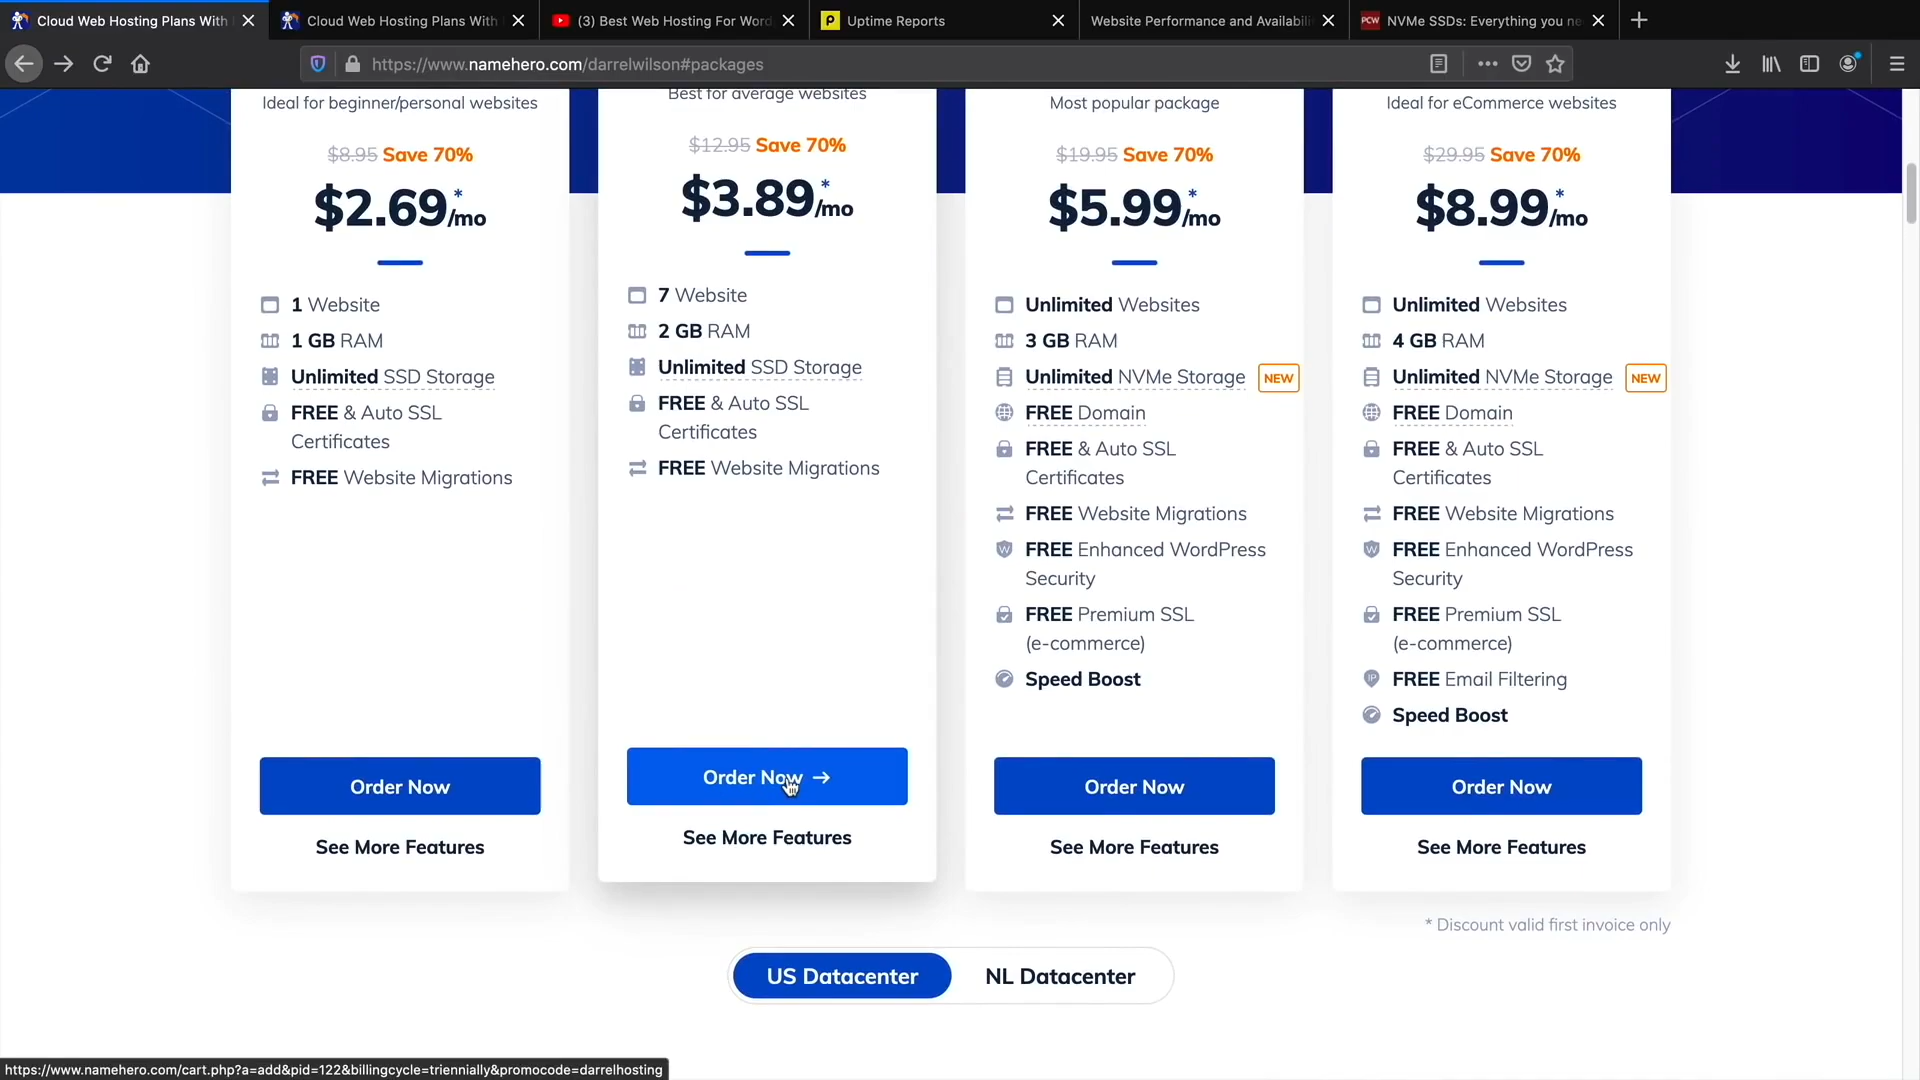 Cloud Web Hosting Plans With
Cloud Web Hosting Plans With
(3) Best Web Hosting For Word
Uptime Reports
Website Performance and Availabili
PCW NVMe SSDs: Everything you ne
https://www.namehero.com/darrelwilson#packages
Ideal for beginner/personal websites
$8.95 Save 70%
$2.69*/mo
1 Website
1 GB RAM
Unlimited SSD Storage
FREE & Auto SSL
Certificates
FREE Website Migrations
Order Now
See More Features
Best for average websites
$12.95 Save 70%
$3.89*/mo
7 Website
2 GB RAM
Unlimited SSD Storage
FREE & Auto SSL
Certificates
FREE Website Migrations
Order Now →
See More Features
Most popular package
$19.95 Save 70%
$5.99*/mo
Unlimited Websites
3 GB RAM
Unlimited NVMe Storage NEW
FREE Domain
FREE & Auto SSL
Certificates
FREE Website Migrations
FREE Enhanced WordPress
Security
FREE Premium SSL
(e-commerce)
Speed Boost
Order Now
See More Features
Ideal for eCommerce websites
$29.95 Save 70%
$8.99*/mo
Unlimited Websites
4 GB RAM
Unlimited NVMe Storage NEW
FREE Domain
FREE & Auto SSL
Certificates
FREE Website Migrations
FREE Enhanced WordPress
Security
FREE Premium SSL
(e-commerce)
FREE Email Filtering
Speed Boost
Order Now
See More Features
* Discount valid first invoice only
US Datacenter
NL Datacenter
https://www.namehero.com/cart.php?a=add&pid=122&billingcycle=triennially&promocode=darrelhosting